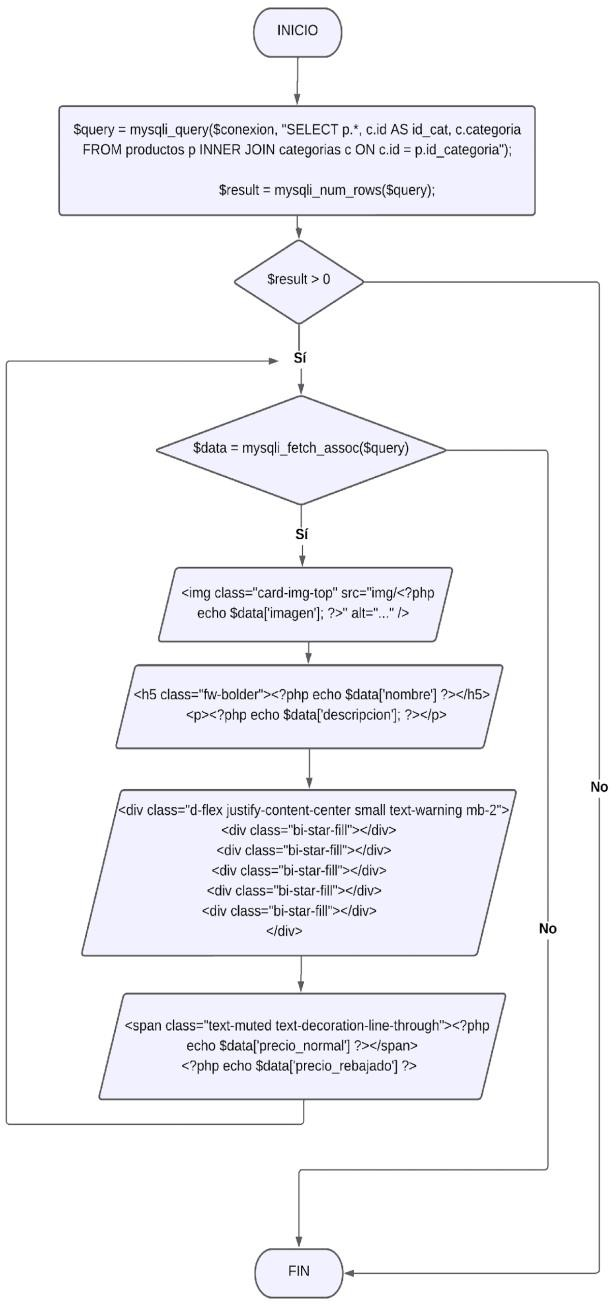 INICIO
$query = mysqli_query($conexion, "SELECT p.*, c.id AS id_cat, c.categoria
FROM productos p INNER JOIN categorias c ON c.id = p.id_categoria");
$result = mysqli_num_rows($query);
$result > 0
Sí
$data = mysqli_fetch_assoc($query)
Sí
<img class="card-img-top" src="img/<?php
echo $data['imagen']; ?>" alt="..." />
<h5 class="fw-bolder"><?php echo $data['nombre'] ?></h5>
<p><?php echo $data['descripcion']; ?></p>
No
<div class="d-flex justify-content-center small text-warning mb-2">
<div class="bi-star-fill"></div>
<div class="bi-star-fill"></div>
<div class="bi-star-fill"></div>
<div class="bi-star-fill"></div>
<div class="bi-star-fill"></div>
</div>
No
<span class="text-muted text-decoration-line-through"><?php
echo $data['precio_normal'] ?></span>
<?php echo $data['precio_rebajado'] ?>
FIN